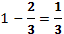 1 - 2/3 = 1/3